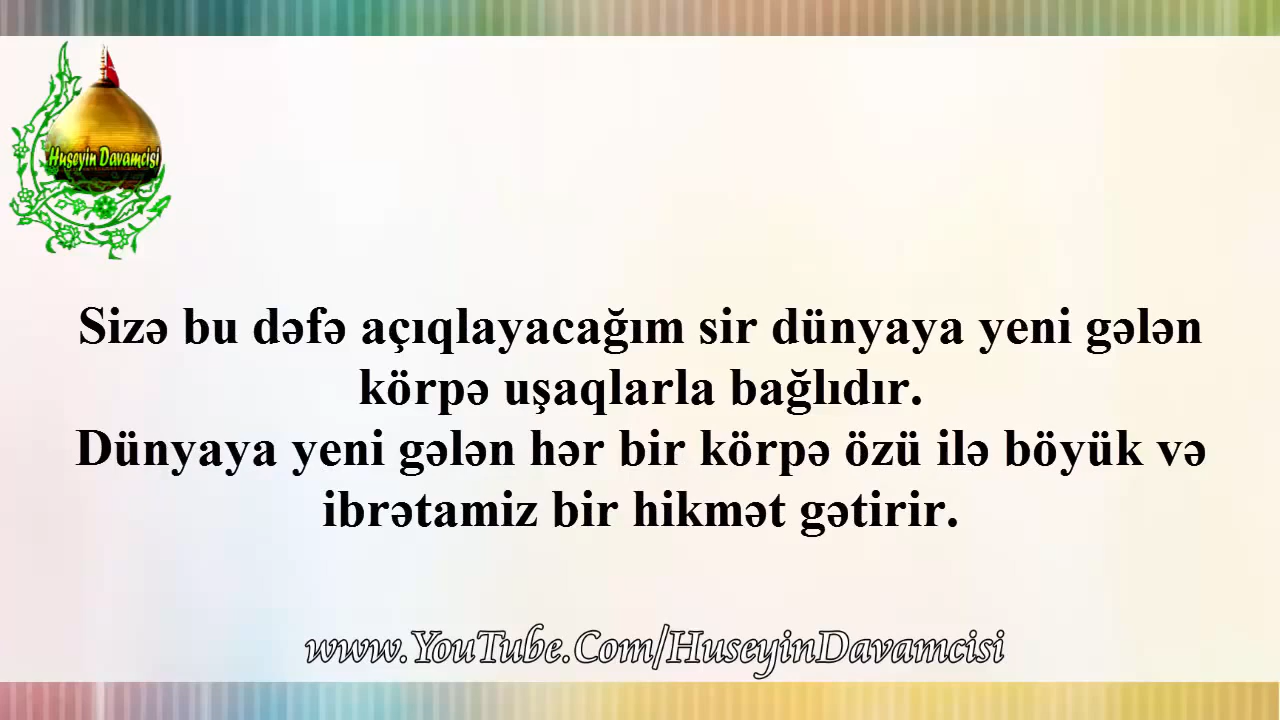 Huseyin Davamcisi
Sizə bu dəfə açıqlayacağım sir dünyaya yeni gələn
körpə uşaqlarla bağlıdır.
Dünyaya yeni gələn hər bir körpə özü ilə böyük və
ibrətamiz bir hikmət gətirir.
www.YouTube.Com/HuseyinDavamcisi